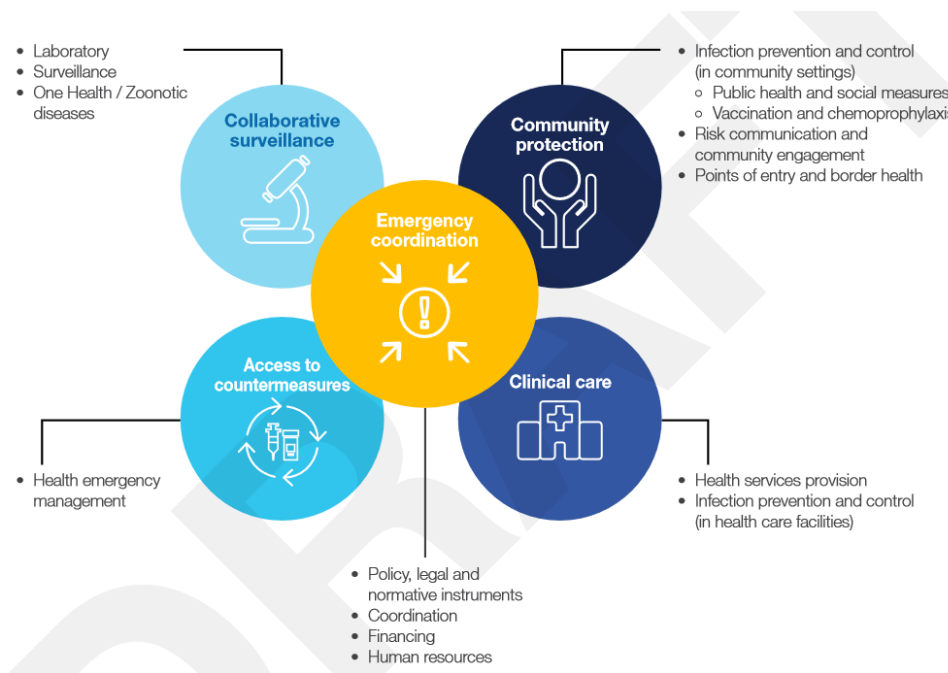 • Laboratory
• Surveillance
• One Health / Zoonotic
diseases
Collaborative
surveillance
Community
protection
• Infection prevention and control
(in community settings)
○ Public health and social measures
○ Vaccination and chemoprophylaxis
• Risk communication and
community engagement
• Points of entry and border health
Emergency
coordination
Access to
countermeasures
Clinical care
• Health emergency
management
• Health services provision
• Infection prevention and control
(in health care facilities)
• Policy, legal and
normative instruments
• Coordination
• Financing
• Human resources
DRAFT